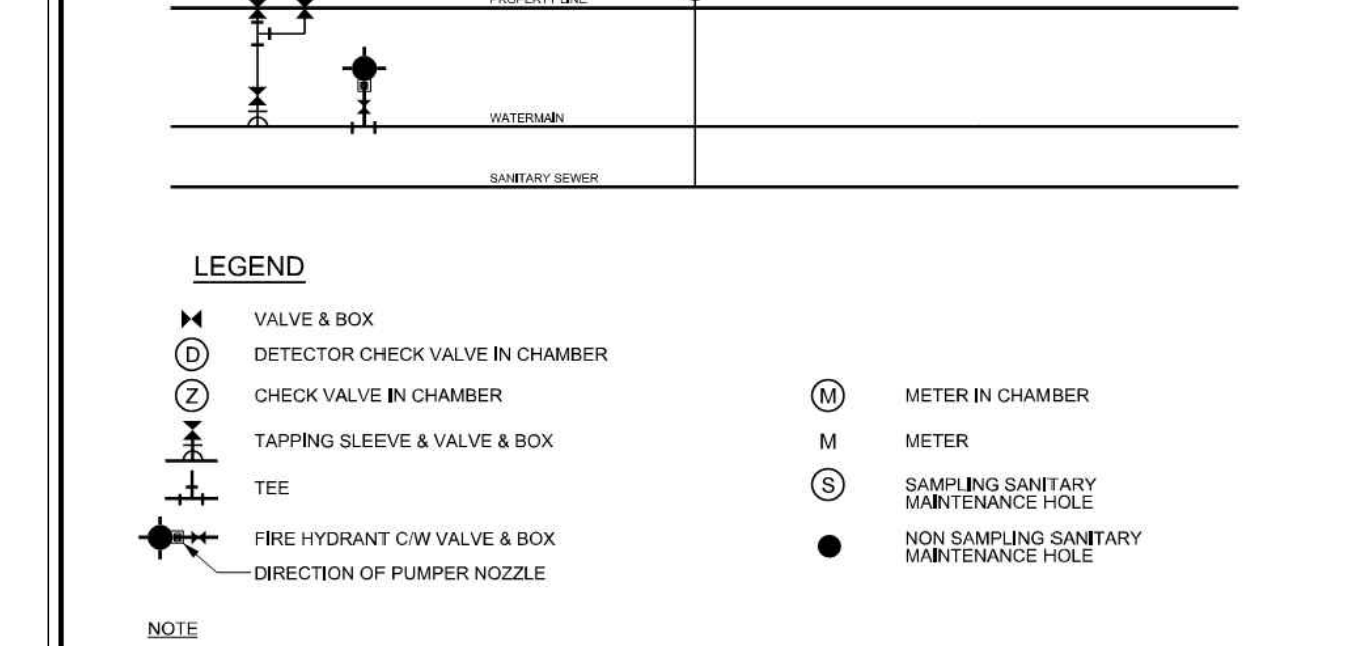 PROPERTY LINE
WATERMAIN
SANITARY SEWER
LEGEND
VALVE & BOX
D DETECTOR CHECK VALVE IN CHAMBER
Z CHECK VALVE IN CHAMBER
TAPPING SLEEVE & VALVE & BOX
TEE
FIRE HYDRANT C/W VALVE & BOX
DIRECTION OF PUMPER NOZZLE
M METER IN CHAMBER
M METER
S SAMPLING SANITARY
MAINTENANCE HOLE
NON SAMPLING SANITARY
MAINTENANCE HOLE
NOTE